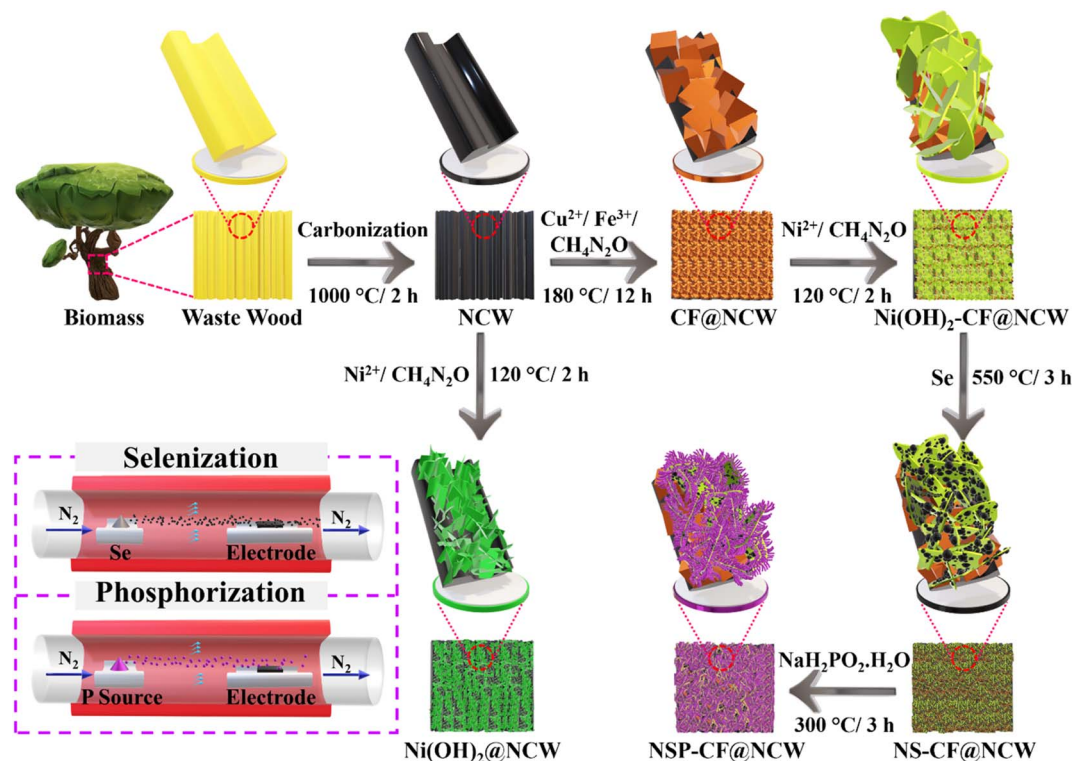 Biomass
Waste Wood
Carbonization
1000 °C/ 2 h
NCW
Cu²⁺/ Fe³⁺/
CH₄N₂O
180 °C/ 12 h
CF@NCW
Ni²⁺/ CH₄N₂O
120 °C/ 2 h
Ni(OH)₂-CF@NCW
Ni²⁺/ CH₄N₂O
120 °C/ 2 h
Se
550 °C/ 3 h
Selenization
N₂
Se
Electrode
N₂
Phosphorization
N₂
P Source
Electrode
N₂
Ni(OH)₂@NCW
NSP-CF@NCW
NaH₂PO₂.H₂O
300 °C/ 3 h
NS-CF@NCW